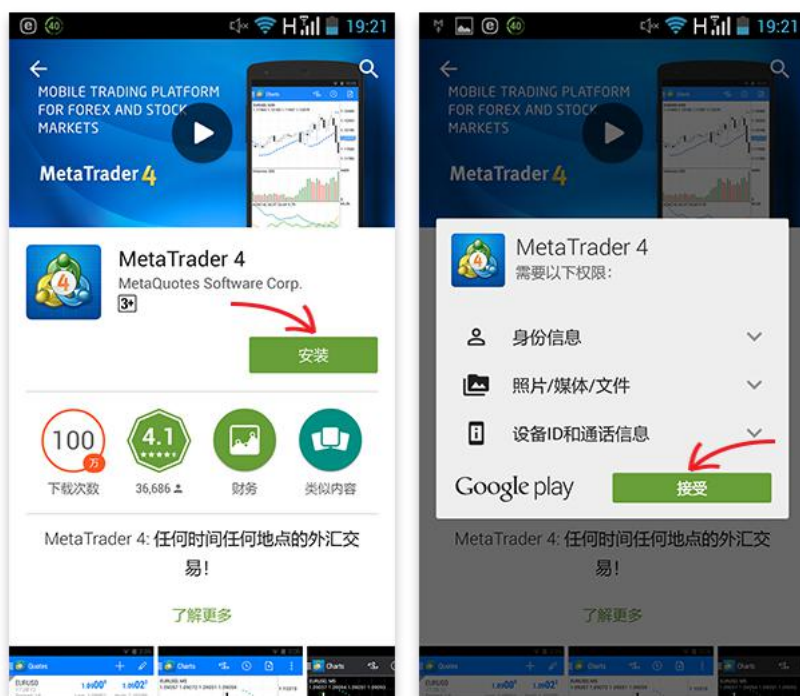 40
H
19:21
MOBILE TRADING PLATFORM
FOR FOREX AND STOCK
MARKETS
MetaTrader 4
MetaTrader 4
MetaQuotes Software Corp.
3+
安装
100
万
4.1
下载次数
36,686
财务
类似内容
MetaTrader 4: 任何时间任何地点的外汇交
易!
了解更多
Quotes
Charts
Charts
EURUSD
40
H
19:21
MOBILE TRADING PLATFORM
FOR FOREX AND STOCK
MARKETS
MetaTrader 4
MetaTrader 4
需要以下权限:
身份信息
照片/媒体/文件
设备ID和通话信息
Google play
接受
MetaTrader 4: 任何时间任何地点的外汇交
易!
了解更多
Quotes
Charts
Charts
EURUSD